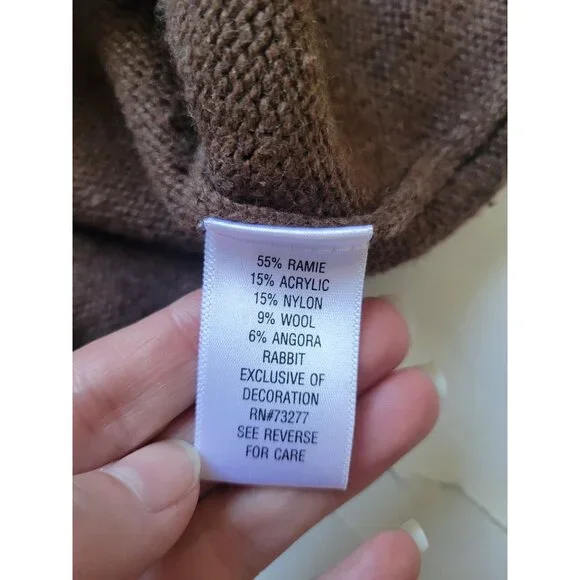 55% RAMIE
15% ACRYLIC
15% NYLON
9% WOOL
6% ANGORA
RABBIT
EXCLUSIVE OF
DECORATION
RN#73277
SEE REVERSE
FOR CARE